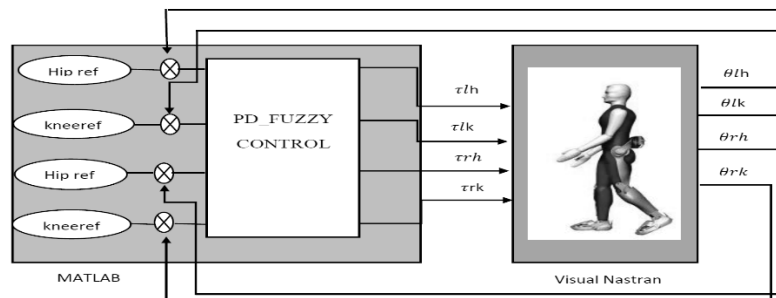 Hip ref
kneeref
Hip ref
kneeref
PD_FUZZY
CONTROL
τlh
τlk
τrh
τrk
θlh
θlk
θrh
θrk
MATLAB
Visual Nastran